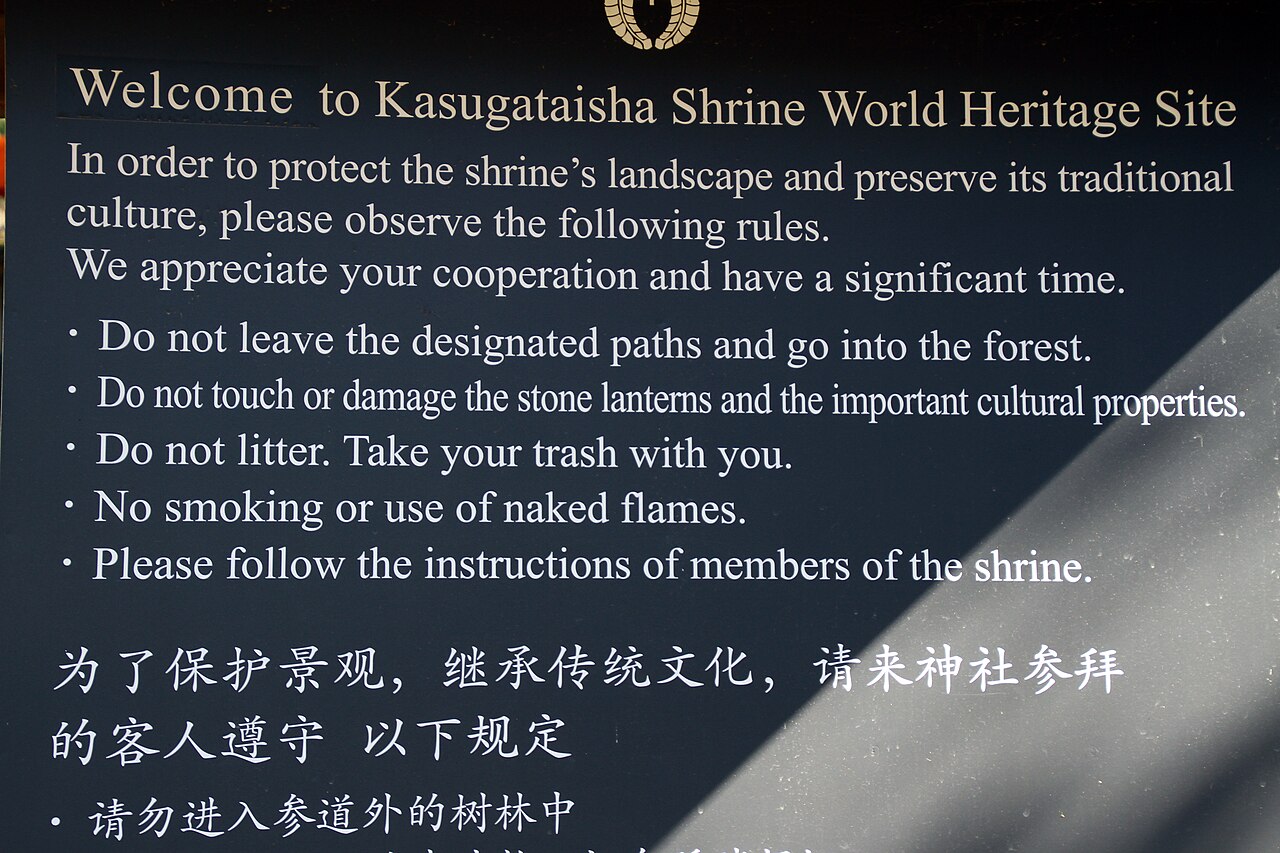 Welcome to Kasugataisha Shrine World Heritage Site
In order to protect the shrine's landscape and preserve its traditional
culture, please observe the following rules.
We appreciate your cooperation and have a significant time.
・Do not leave the designated paths and go into the forest.
・Do not touch or damage the stone lanterns and the important cultural properties.
・Do not litter. Take your trash with you.
・No smoking or use of naked flames.
・Please follow the instructions of members of the shrine.
为了保护景观，继承传统文化，请来神社参拜
的客人遵守 以下规定
・请勿进入参道外的树林中